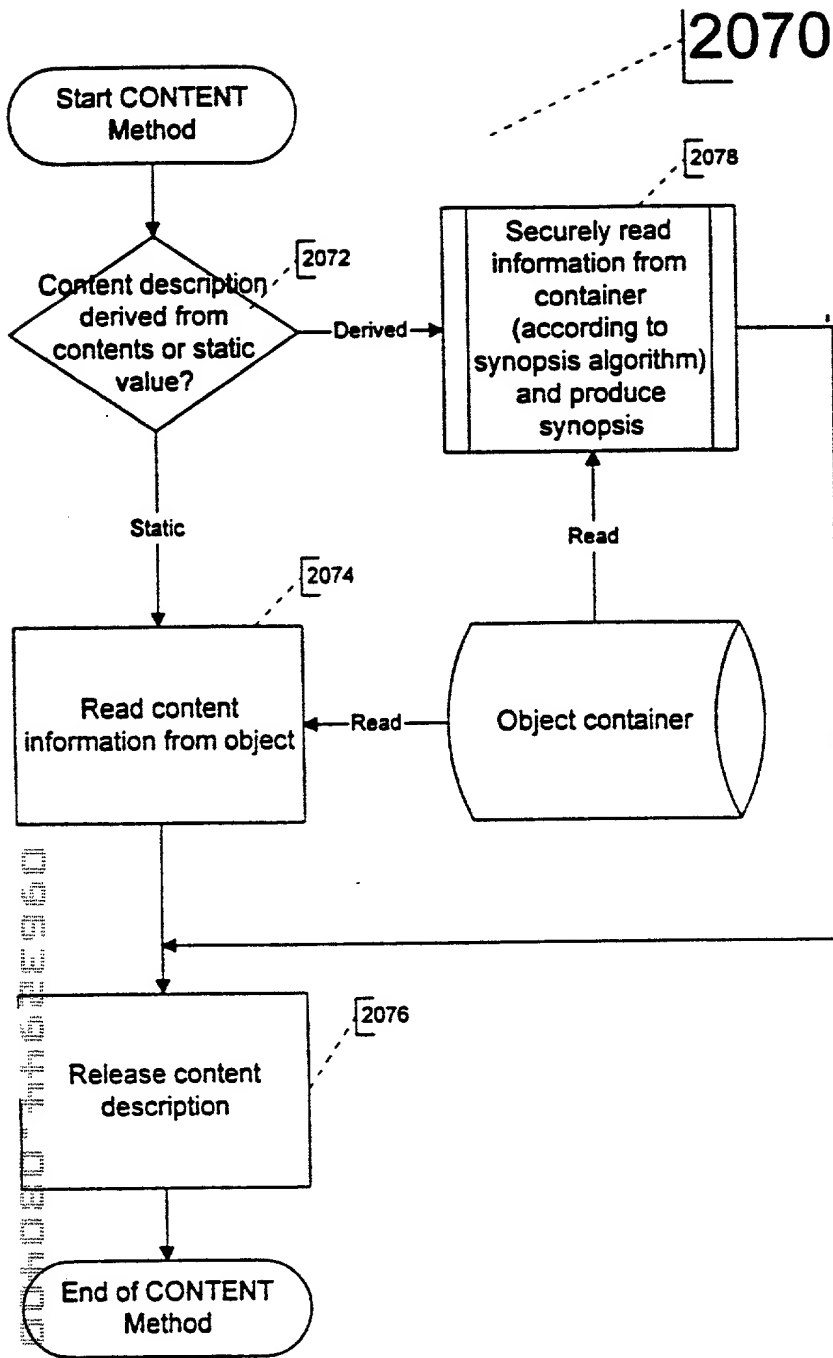 2070
Start CONTENT
Method
2078
Securely read
information from
container
(according to
synopsis algorithm)
and produce
synopsis
2072
Content description
derived from
contents or static
value?
Derived
Static
Read
2074
Read content
information from object
Read
Object container
2076
Release content
description
End of CONTENT
Method